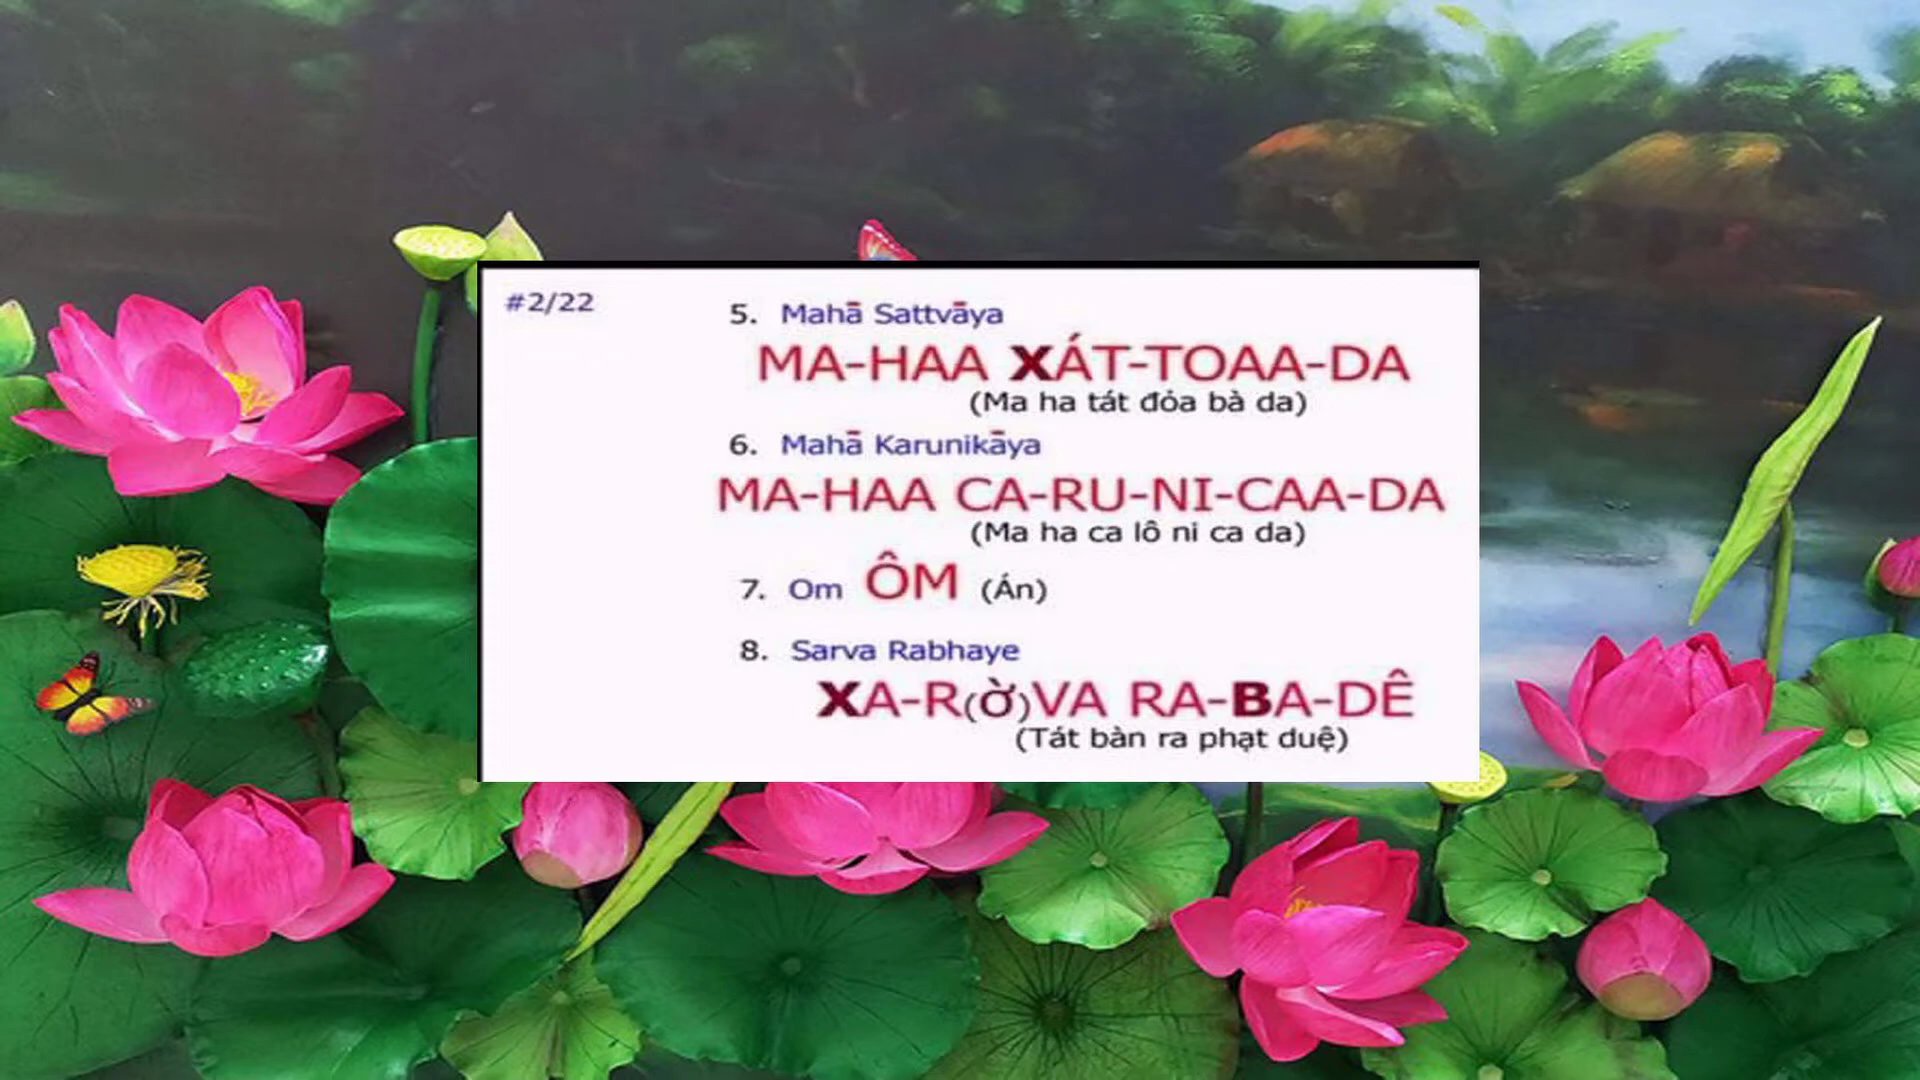 #2/22
5. Mahā Sattvāya
MA-HAA XÁT-TOAA-DA
(Ma ha tát đỏa bà da)
6. Mahā Karunikāya
MA-HAA CA-RU-NI-CAA-DA
(Ma ha ca lô ni ca da)
7. Om ÔM (Án)
8. Sarva Rabhaye
XA-R(Ờ)VA RA-BA-DÊ
(Tát bàn ra phạt duệ)